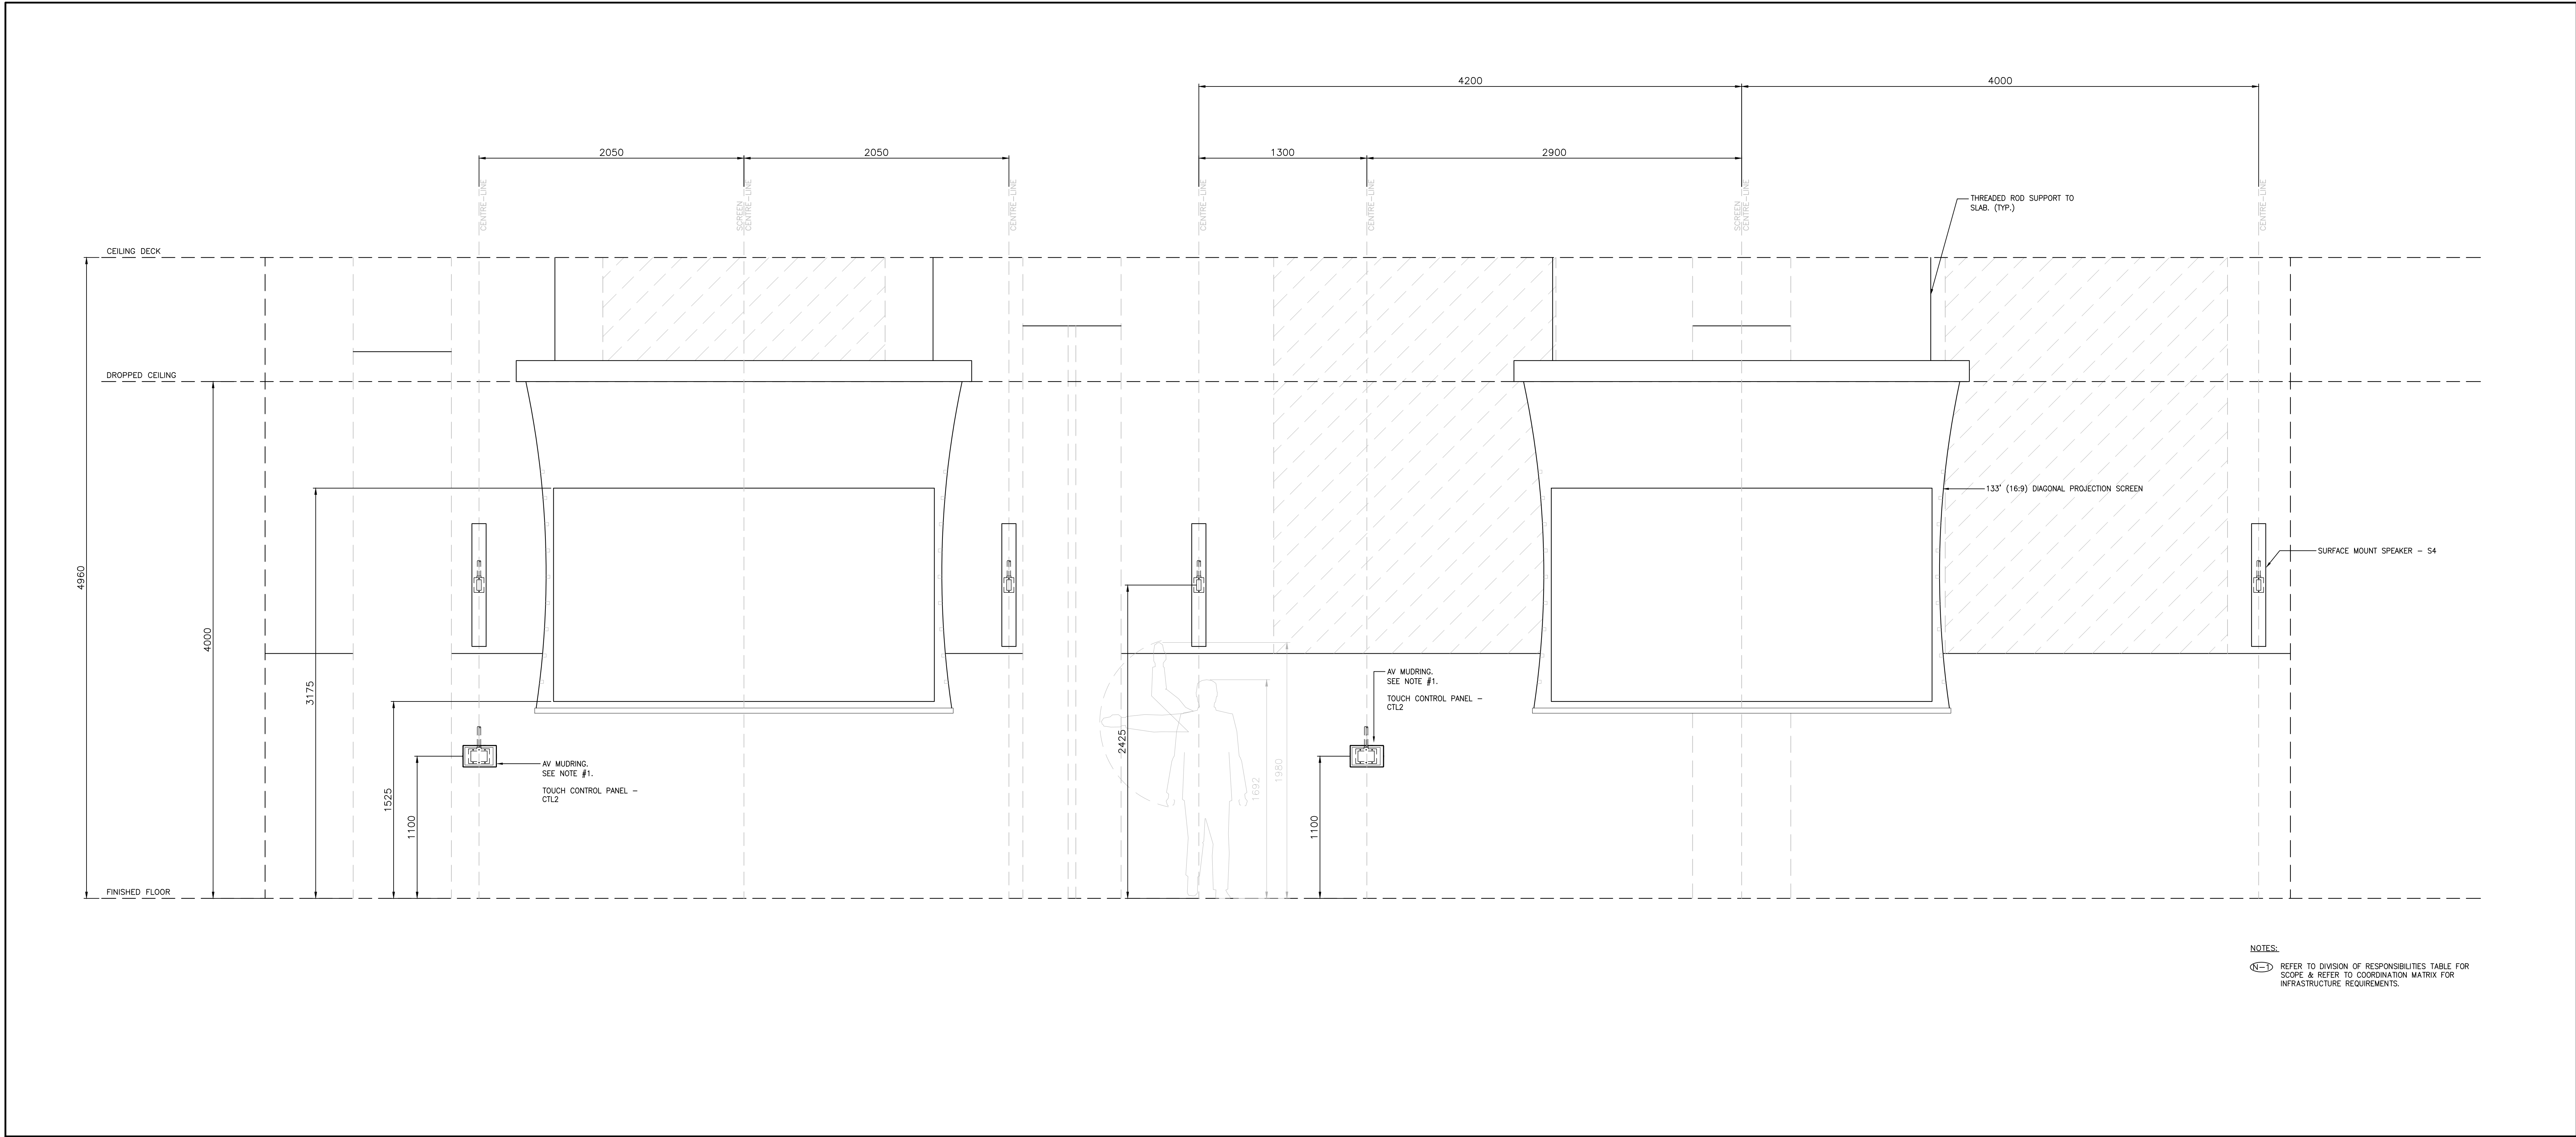 4200
4000
2050
2050
1300
2900
CENTRE-LINE
SCREEN
CENTRE-LINE
CENTRE-LINE
CENTRE-LINE
CENTRE-LINE
SCREEN
CENTRE-LINE
CENTRE-LINE
THREADED ROD SUPPORT TO
SLAB. (TYP.)
CEILING DECK
DROPPED CEILING
133" (16:9) DIAGONAL PROJECTION SCREEN
SURFACE MOUNT SPEAKER - S4
4960
4000
3175
1525
1100
AV MUDRING.
SEE NOTE #1.
TOUCH CONTROL PANEL -
CTL2
2425
1692
1980
1100
AV MUDRING.
SEE NOTE #1.
TOUCH CONTROL PANEL -
CTL2
FINISHED FLOOR
NOTES:
N-1 REFER TO DIVISION OF RESPONSIBILITIES TABLE FOR
SCOPE & REFER TO COORDINATION MATRIX FOR
INFRASTRUCTURE REQUIREMENTS.